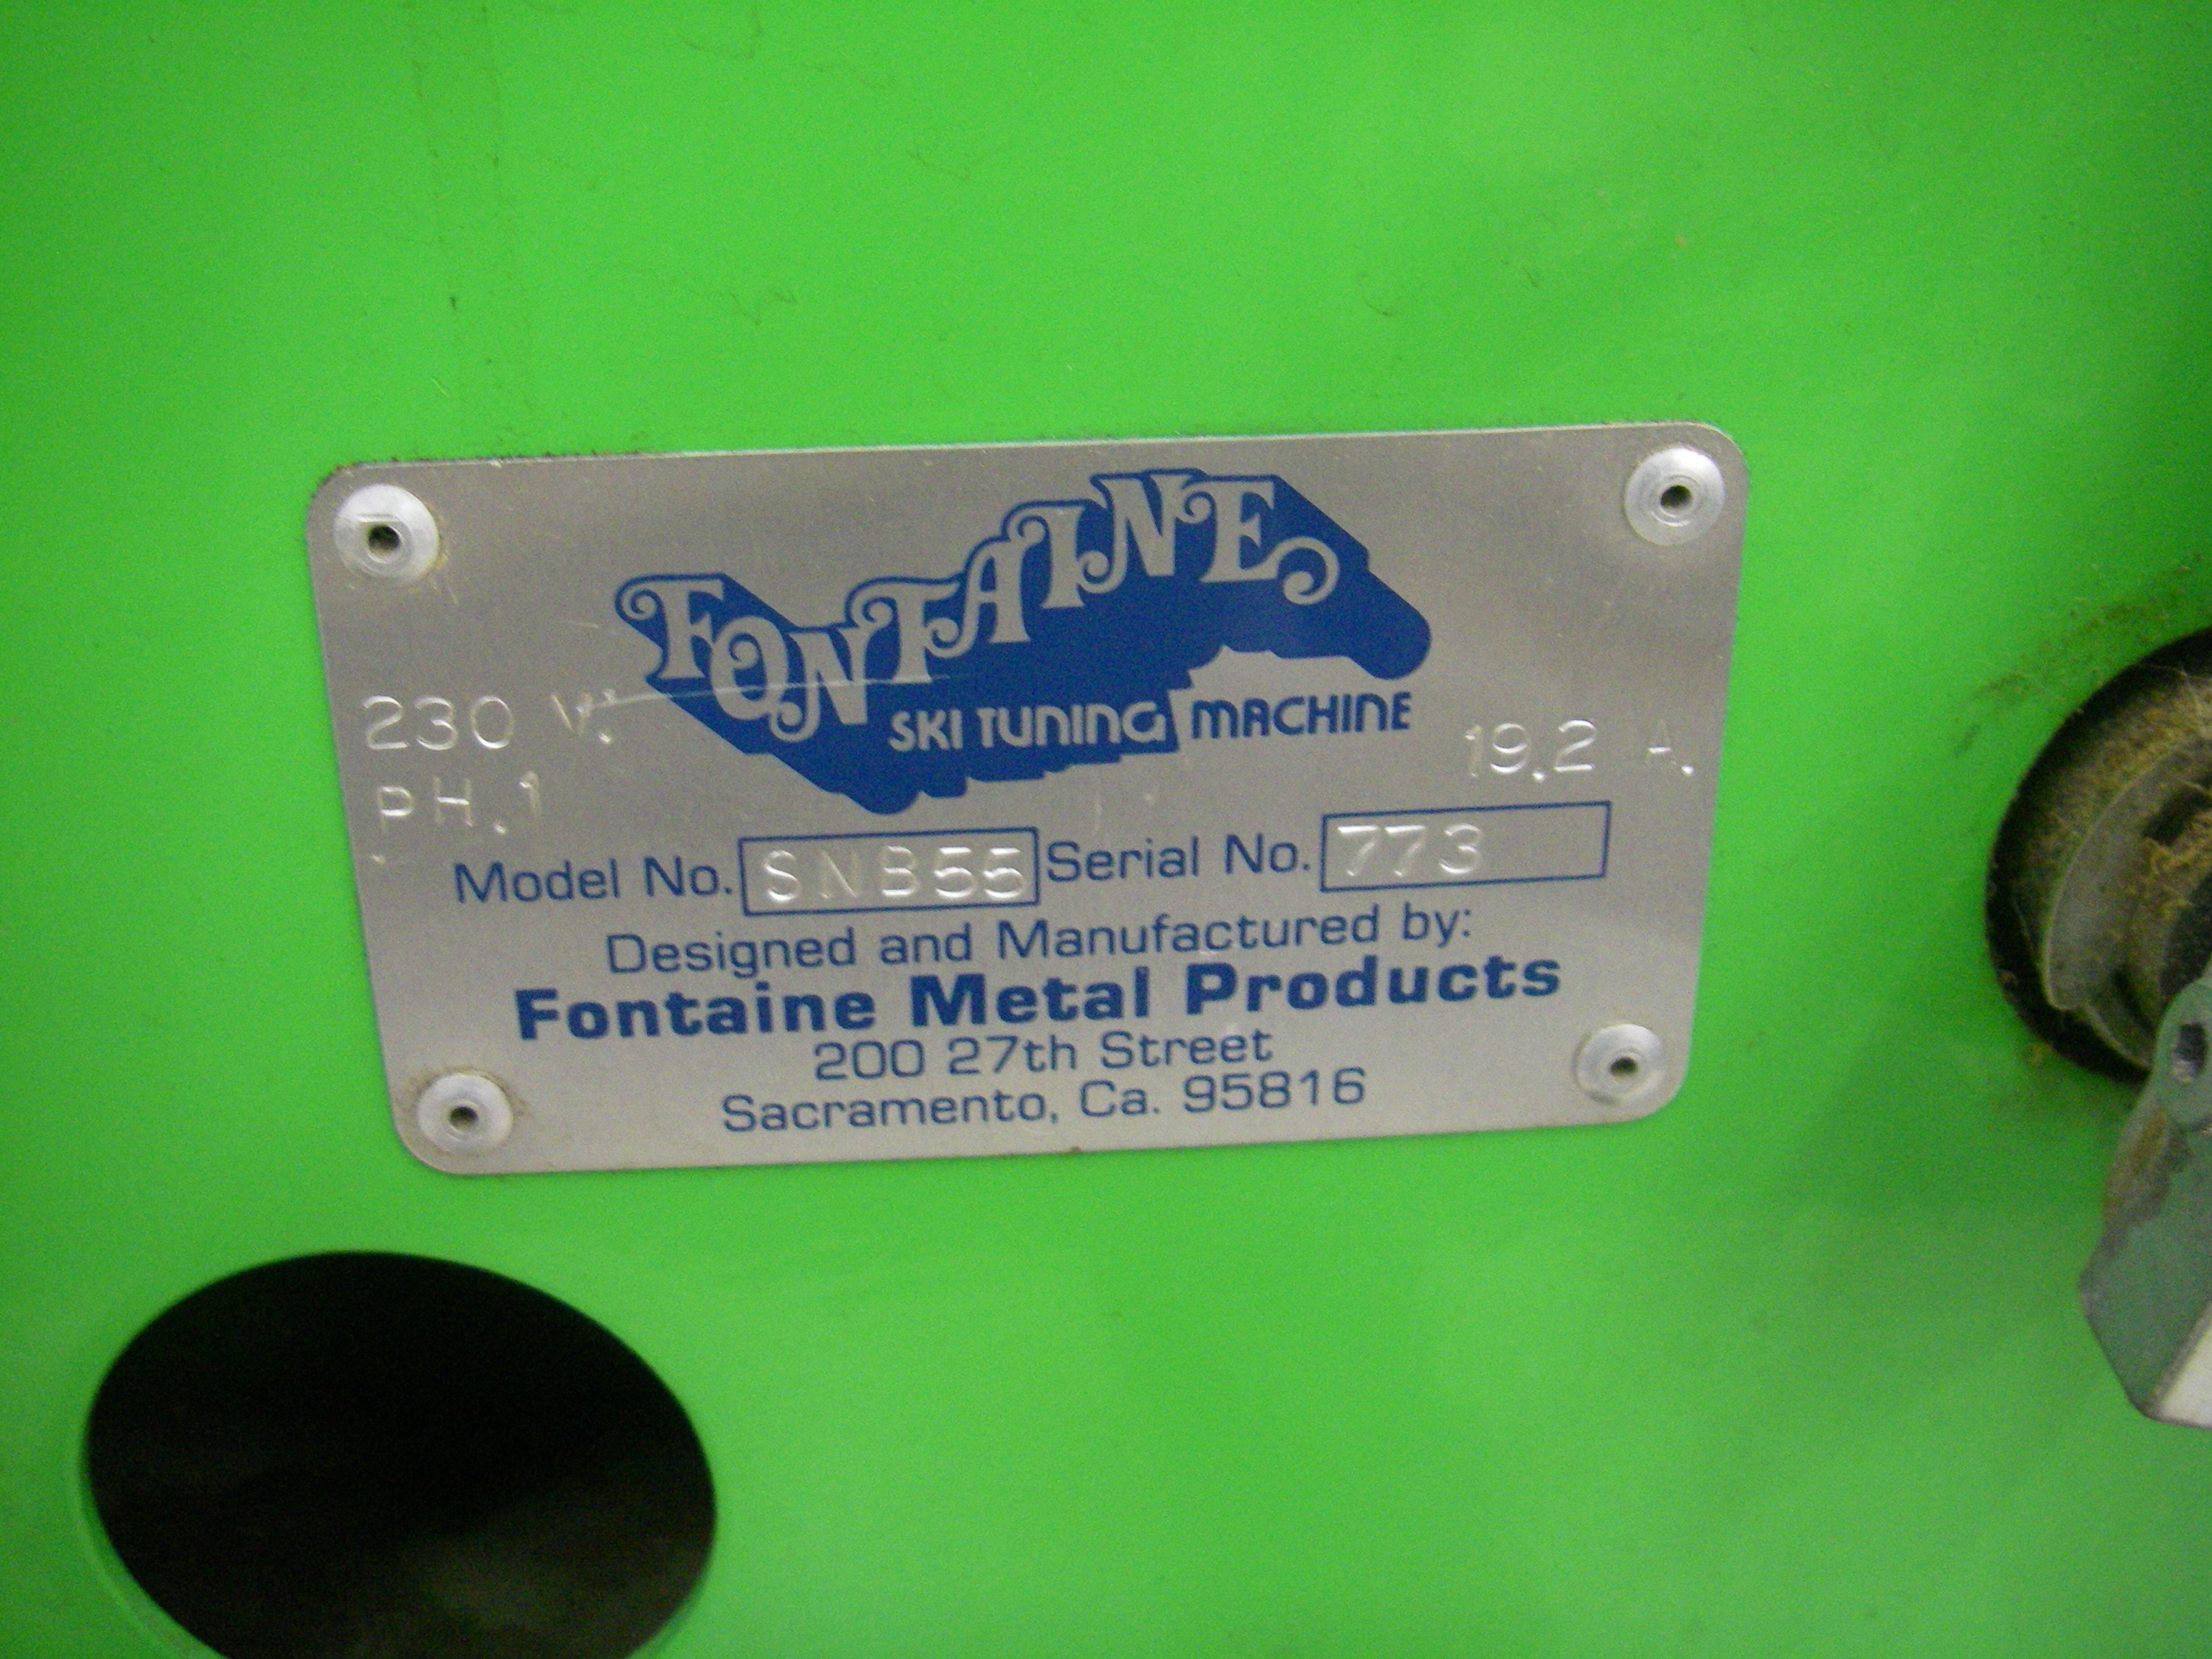 FONTAINE
SKI TUNING MACHINE
230 V. 19.2 A.
PH.1
Model No. SNB55 Serial No. 773
Designed and Manufactured by:
Fontaine Metal Products
200 27th Street
Sacramento, Ca. 95816